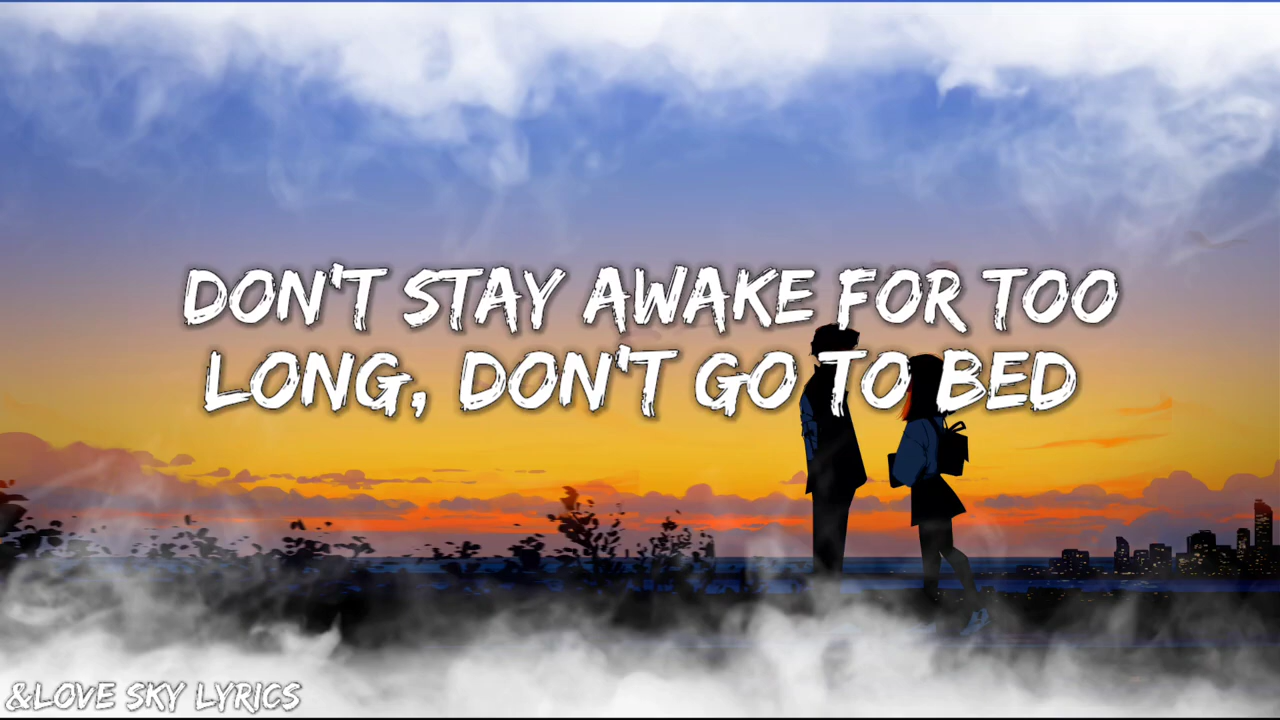 DON'T STAY AWAKE FOR TOO
LONG, DON'T GO TO BED
&LOVE SKY LYRICS